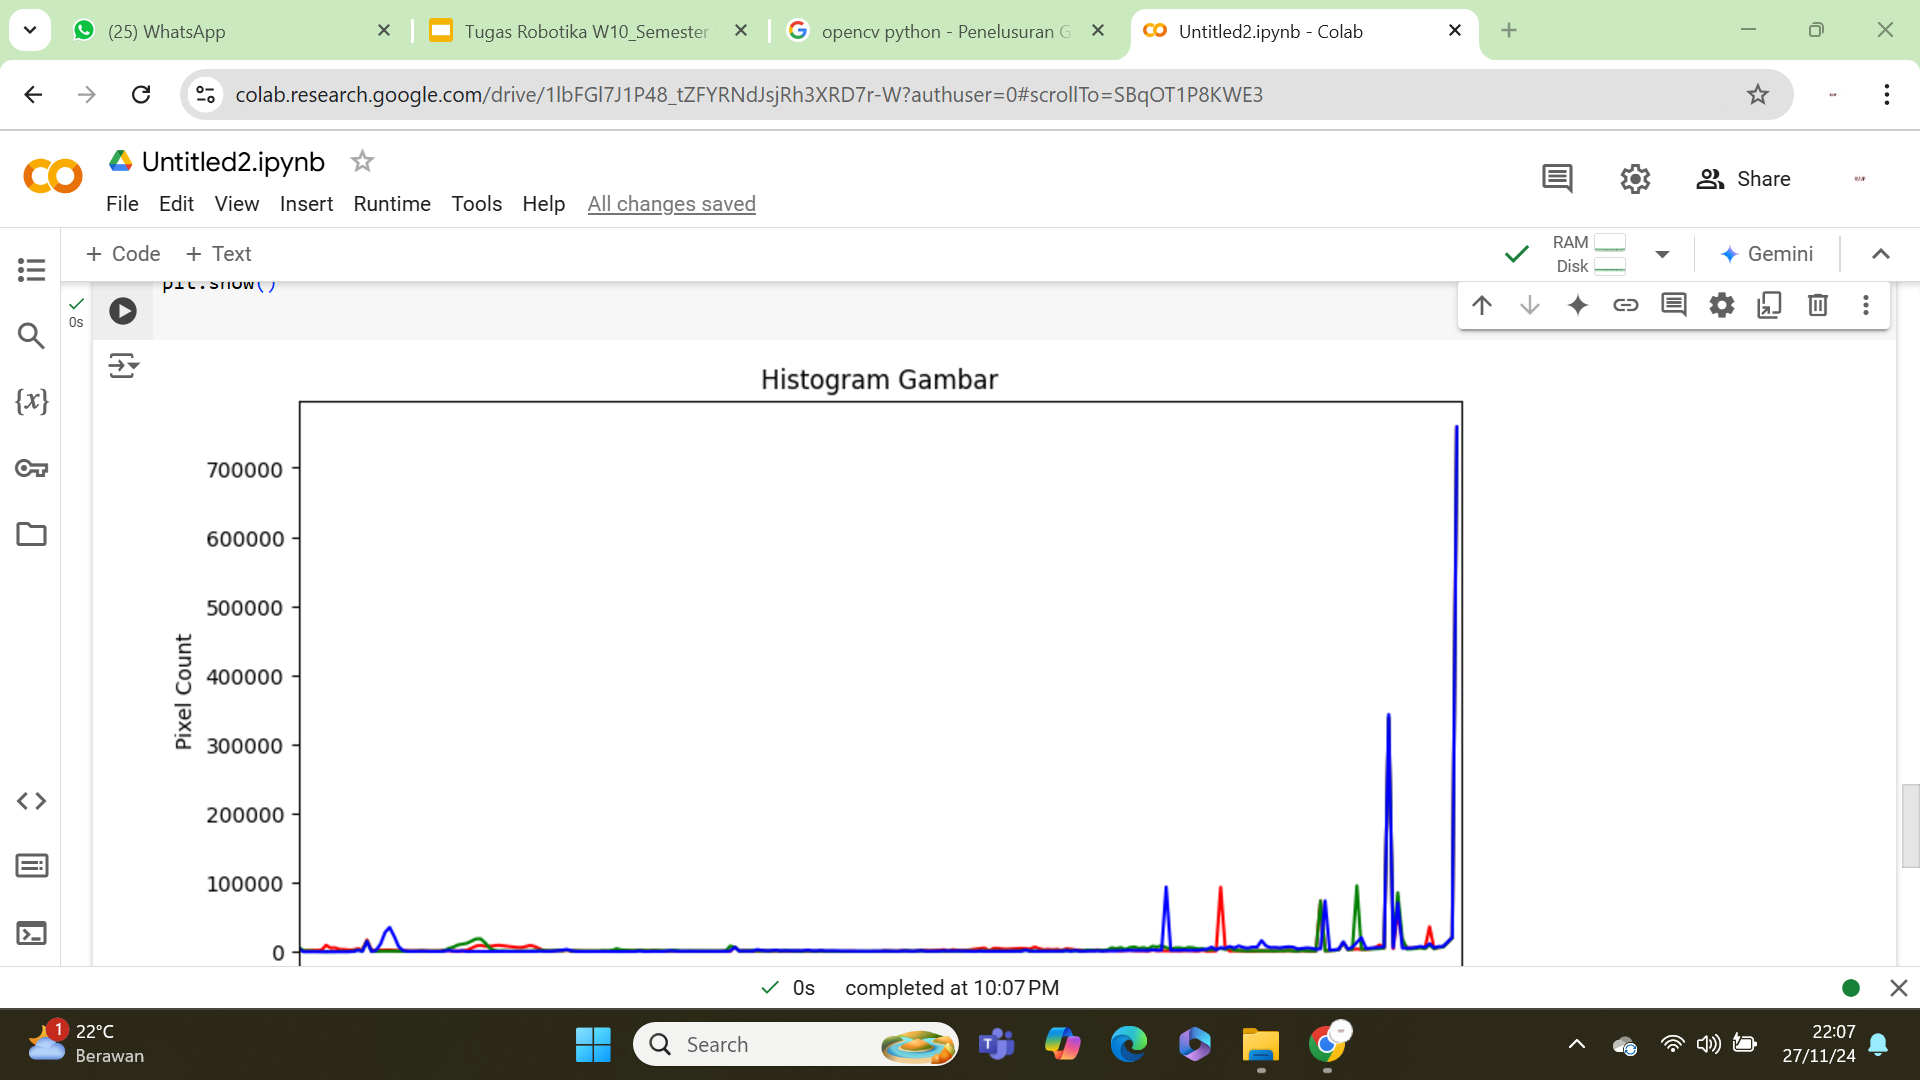 (25) WhatsApp
Tugas Robotika W10_Semester
opencv python - Penelusuran G
Untitled2.ipynb - Colab
colab.research.google.com/drive/1lbFGl7J1P48_tZFYRNdJsjRh3XRD7r-W?authuser=0#scrollTo=SBqOT1P8KWE3
Untitled2.ipynb
File Edit View Insert Runtime Tools Help All changes saved
Share
+ Code + Text
RAM
Disk
Gemini
plt.show()
0s
{x}
Histogram Gambar
700000
600000
500000
400000
300000
200000
100000
0
Pixel Count
0s completed at 10:07 PM
1
22°C
Berawan
Search
22:07
27/11/24